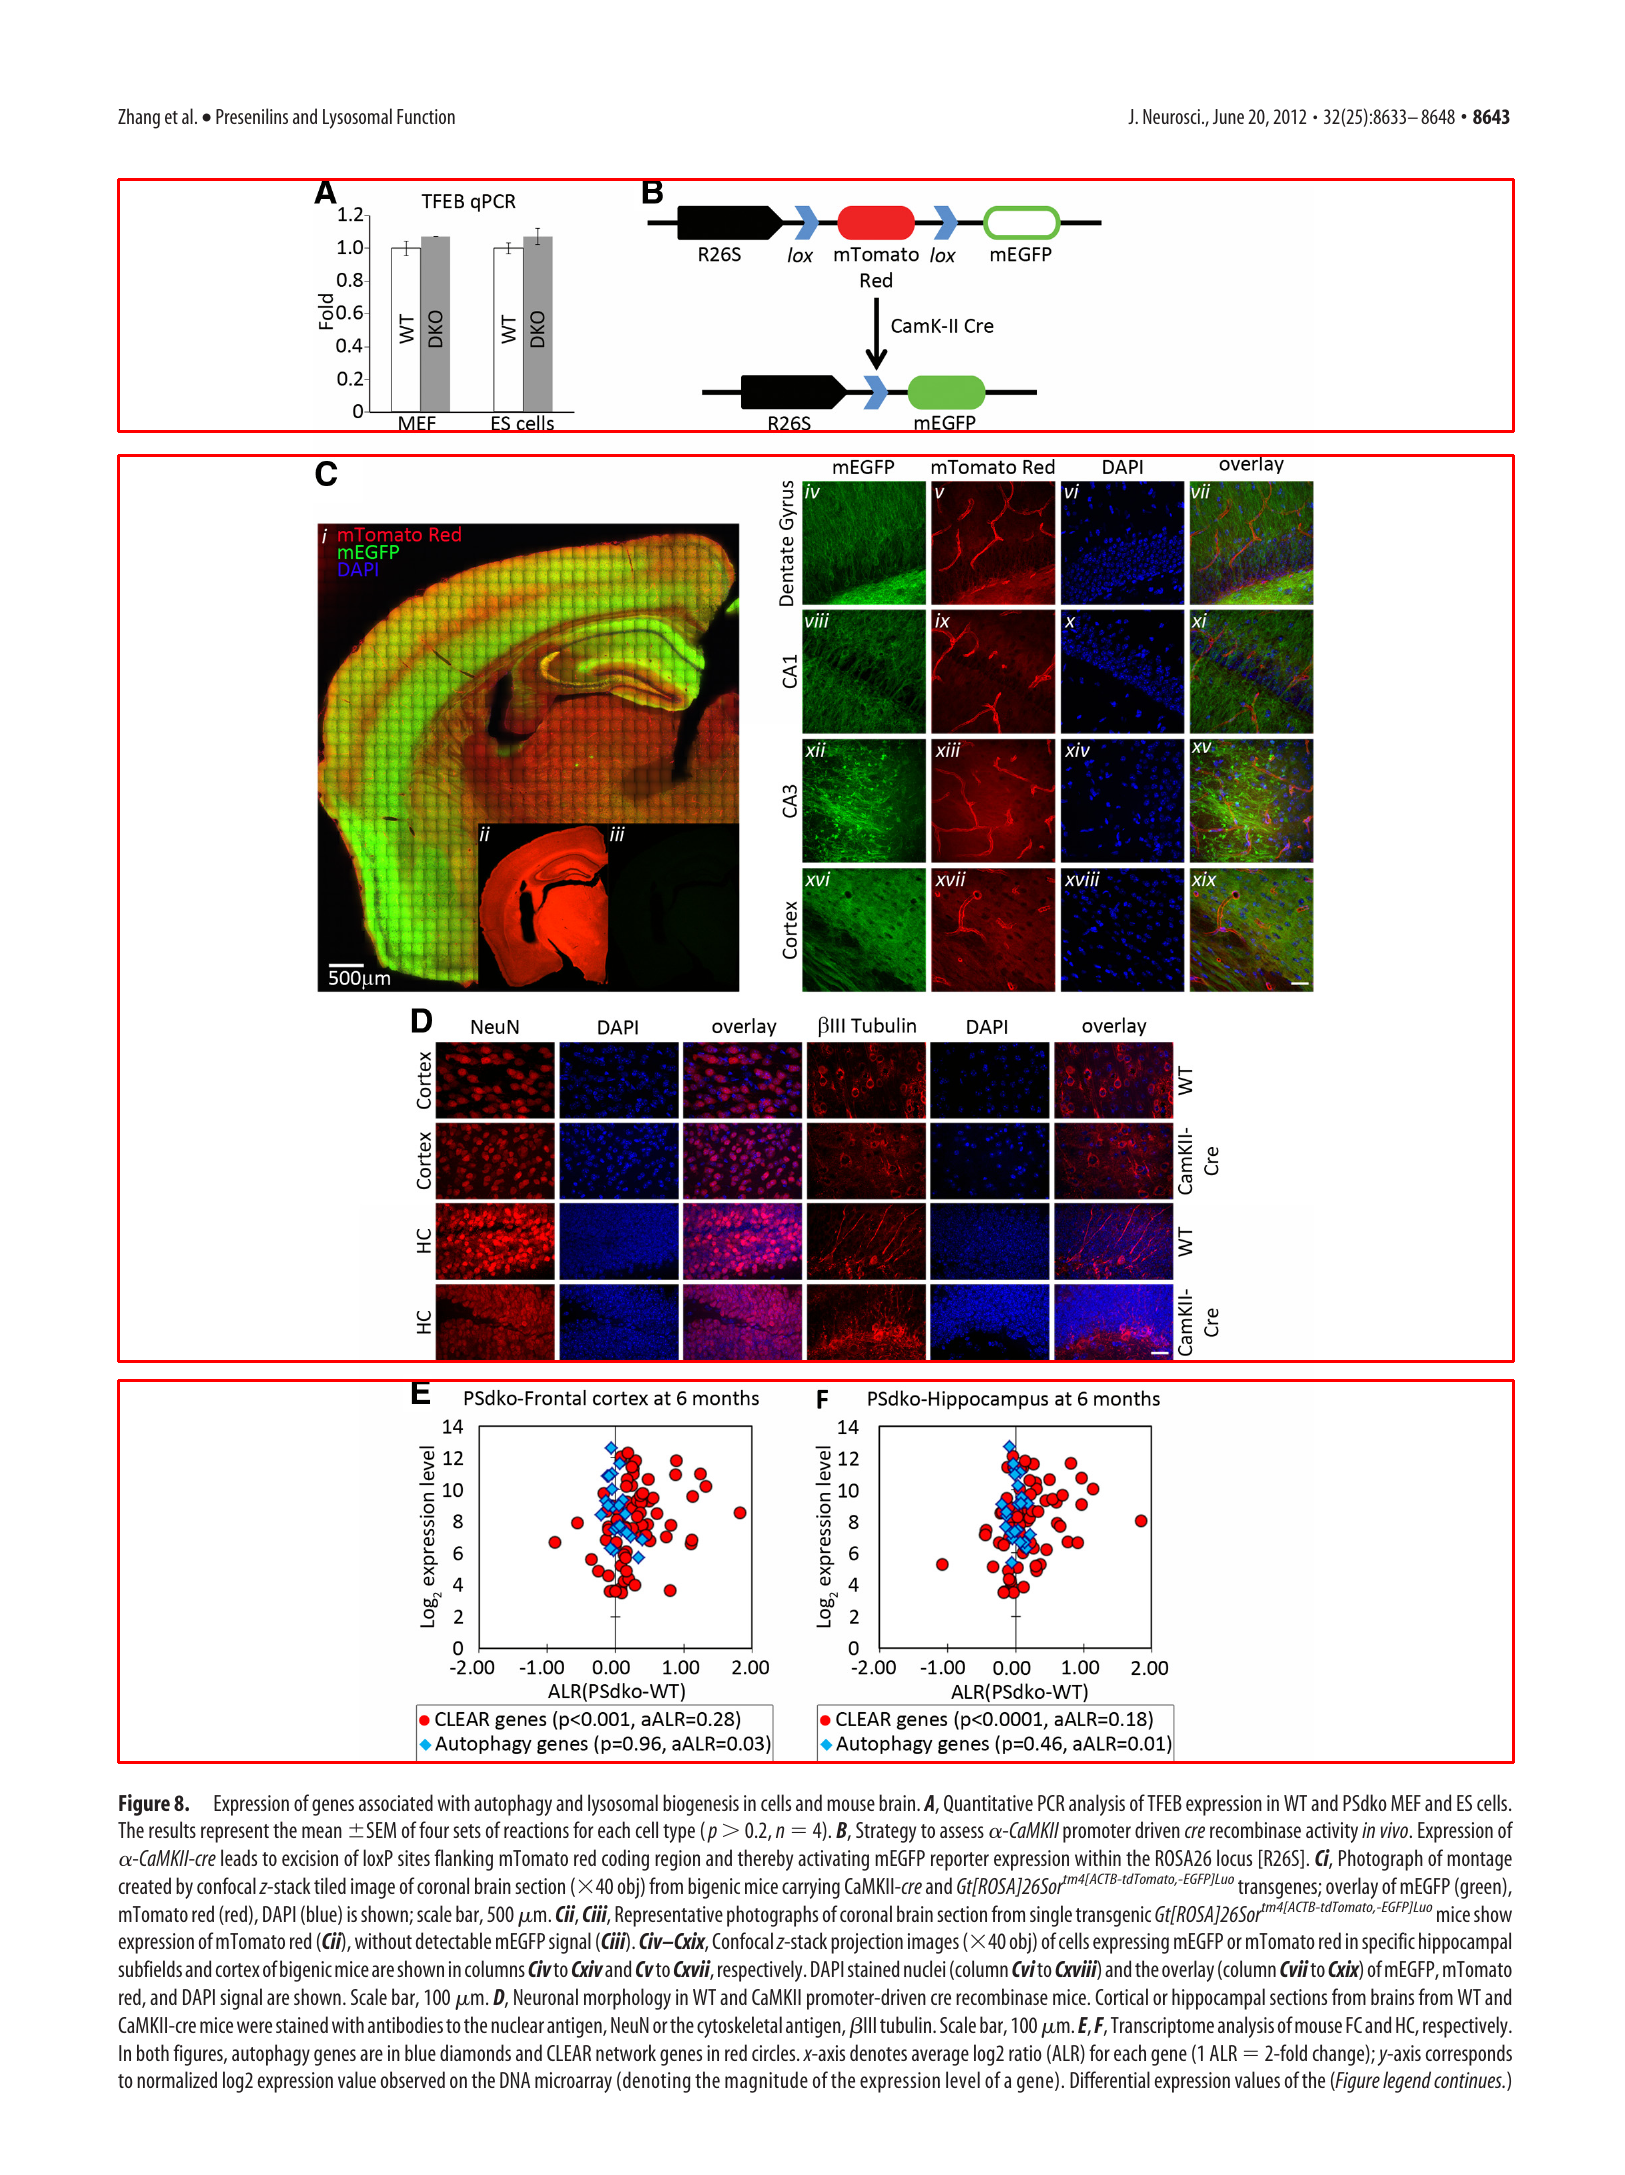 Zhang et al. • Presenilins and Lysosomal Function
J. Neurosci., June 20, 2012 • 32(25):8633–8648 • 8643
A
TFEB qPCR
1.2
1.0
0.8
0.6
0.4
0.2
0
Fold
WT
DKO
WT
DKO
MEF
ES cells
B
R26S
lox
mTomato
Red
lox
mEGFP
CamK-II Cre
R26S
mEGFP
C
i
mTomato Red
mEGFP
DAPI
500µm
ii
iii
mEGFP
mTomato Red
DAPI
overlay
Dentate Gyrus
iv
v
vi
vii
CA1
viii
ix
x
xi
CA3
xii
xiii
xiv
xv
Cortex
xvi
xvii
xviii
xix
D
NeuN
DAPI
overlay
βIII Tubulin
DAPI
overlay
Cortex
WT
Cortex
CamKII-
Cre
HC
WT
HC
CamKII-
Cre
E
PSdko-Frontal cortex at 6 months
14
12
10
8
6
4
2
0
Log2 expression level
-2.00 -1.00 0.00 1.00 2.00
ALR(PSdko-WT)
CLEAR genes (p<0.001, aALR=0.28)
Autophagy genes (p=0.96, aALR=0.03)
F
PSdko-Hippocampus at 6 months
14
12
10
8
6
4
2
0
Log2 expression level
-2.00 -1.00 0.00 1.00 2.00
ALR(PSdko-WT)
CLEAR genes (p<0.0001, aALR=0.18)
Autophagy genes (p=0.46, aALR=0.01)
Figure 8. Expression of genes associated with autophagy and lysosomal biogenesis in cells and mouse brain. A, Quantitative PCR analysis of TFEB expression in WT and PSdko MEF and ES cells.
The results represent the mean ±SEM of four sets of reactions for each cell type (p > 0.2, n = 4). B, Strategy to assess α-CaMKII promoter driven cre recombinase activity in vivo. Expression of
α-CaMKII-cre leads to excision of loxP sites flanking mTomato red coding region and thereby activating mEGFP reporter expression within the ROSA26 locus [R26S]. Ci, Photograph of montage
created by confocal z-stack tiled image of coronal brain section (×40 obj) from bigenic mice carrying CaMKII-cre and Gt[ROSA]26Sortm4[ACTB-tdTomato,-EGFP]Luo transgenes; overlay of mEGFP (green),
mTomato red (red), DAPI (blue) is shown; scale bar, 500 µm. Cii, Ciii, Representative photographs of coronal brain section from single transgenic Gt[ROSA]26Sortm4[ACTB-tdTomato,-EGFP]Luo mice show
expression of mTomato red (Cii), without detectable mEGFP signal (Ciii). Civ–Cxix, Confocal z-stack projection images (×40 obj) of cells expressing mEGFP or mTomato red in specific hippocampal
subfields and cortex of bigenic mice are shown in columns Civ to Cxiv and Cv to Cxvii, respectively. DAPI stained nuclei (column Cvi to Cxviii) and the overlay (column Cvii to Cxix) of mEGFP, mTomato
red, and DAPI signal are shown. Scale bar, 100 µm. D, Neuronal morphology in WT and CaMKII promoter-driven cre recombinase mice. Cortical or hippocampal sections from brains from WT and
CaMKII-cre mice were stained with antibodies to the nuclear antigen, NeuN or the cytoskeletal antigen, βIII tubulin. Scale bar, 100 µm. E, F, Transcriptome analysis of mouse FC and HC, respectively.
In both figures, autophagy genes are in blue diamonds and CLEAR network genes in red circles. x-axis denotes average log2 ratio (ALR) for each gene (1 ALR = 2-fold change); y-axis corresponds
to normalized log2 expression value observed on the DNA microarray (denoting the magnitude of the expression level of a gene). Differential expression values of the (Figure legend continues.)